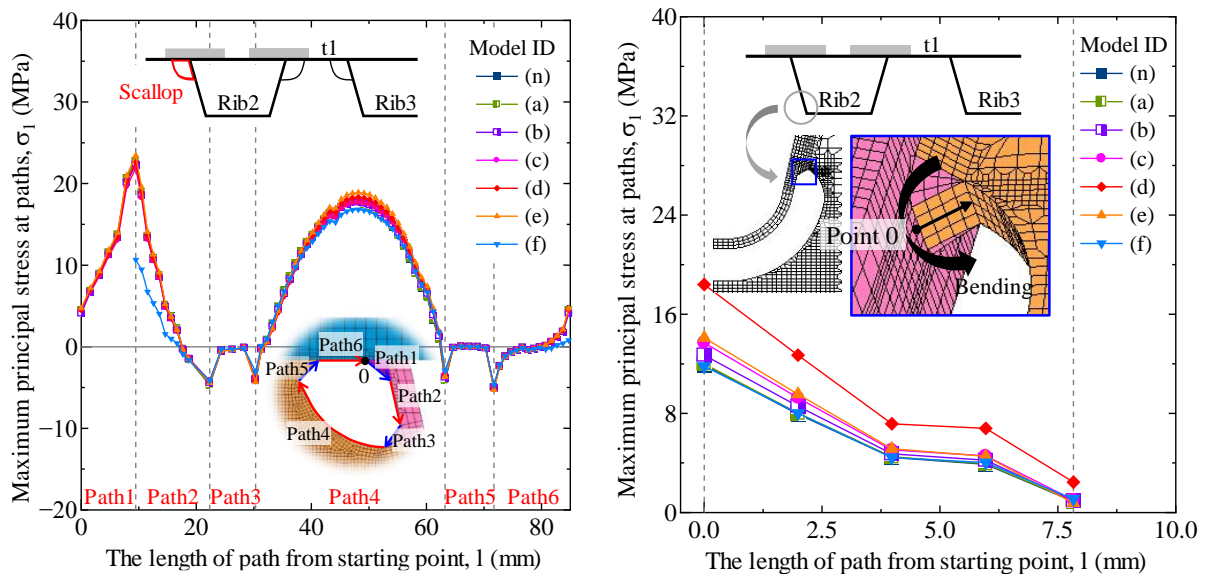 Maximum principal stress at paths, σ1 (MPa)
40
30
20
10
0
−10
−20
t1
Scallop
Rib2
Rib3
Model ID
(n)
(a)
(b)
(c)
(d)
(e)
(f)
Path6
Path1
0
Path5
Path2
Path4
Path3
Path1 Path2 Path3 Path4 Path5 Path6
0 20 40 60 80
The length of path from starting point, l (mm)
Maximum principal stress at paths, σ1 (MPa)
40
32
24
16
8
0
t1
Rib2
Rib3
Model ID
(n)
(a)
(b)
(c)
(d)
(e)
(f)
Point 0
Bending
0.0 2.5 5.0 7.5 10.0
The length of path from starting point, l (mm)